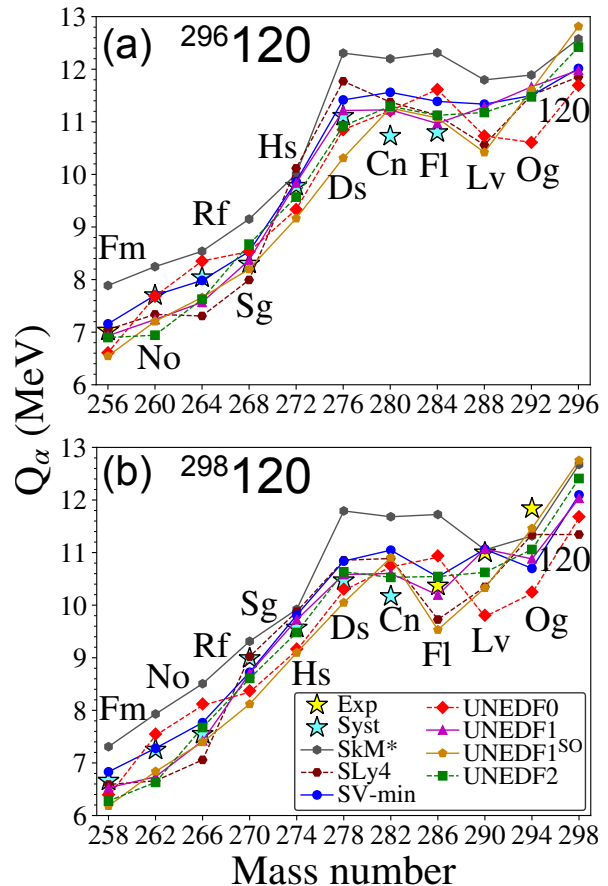 (a) ²⁹⁶120
13
12
11
10
9
8
7
6
Fm
No
Rf
Sg
Hs
Ds
Cn
Fl
Lv
Og
120
256 260 264 268 272 276 280 284 288 292 296
Qα (MeV)
(b) ²⁹⁸120
13
12
11
10
9
8
7
6
Fm
No
Rf
Sg
Hs
Ds
Cn
Fl
Lv
Og
120
Exp
Syst
SkM*
SLy4
SV-min
UNEDF0
UNEDF1
UNEDF1ˢᴼ
UNEDF2
258 262 266 270 274 278 282 286 290 294 298
Mass number